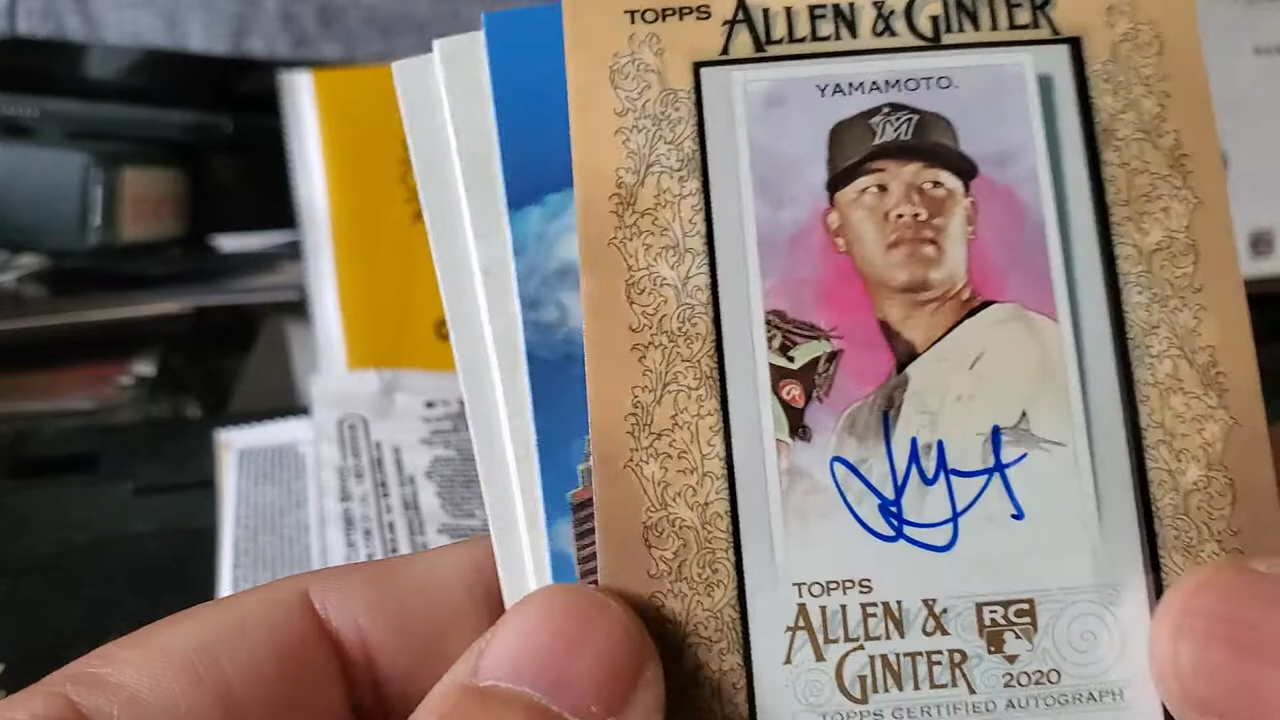 TOPPS ALLEN & GINTER
YAMAMOTO.
TOPPS
ALLEN &
GINTER
RC
2020
TOPPS CERTIFIED AUTOGRAPH